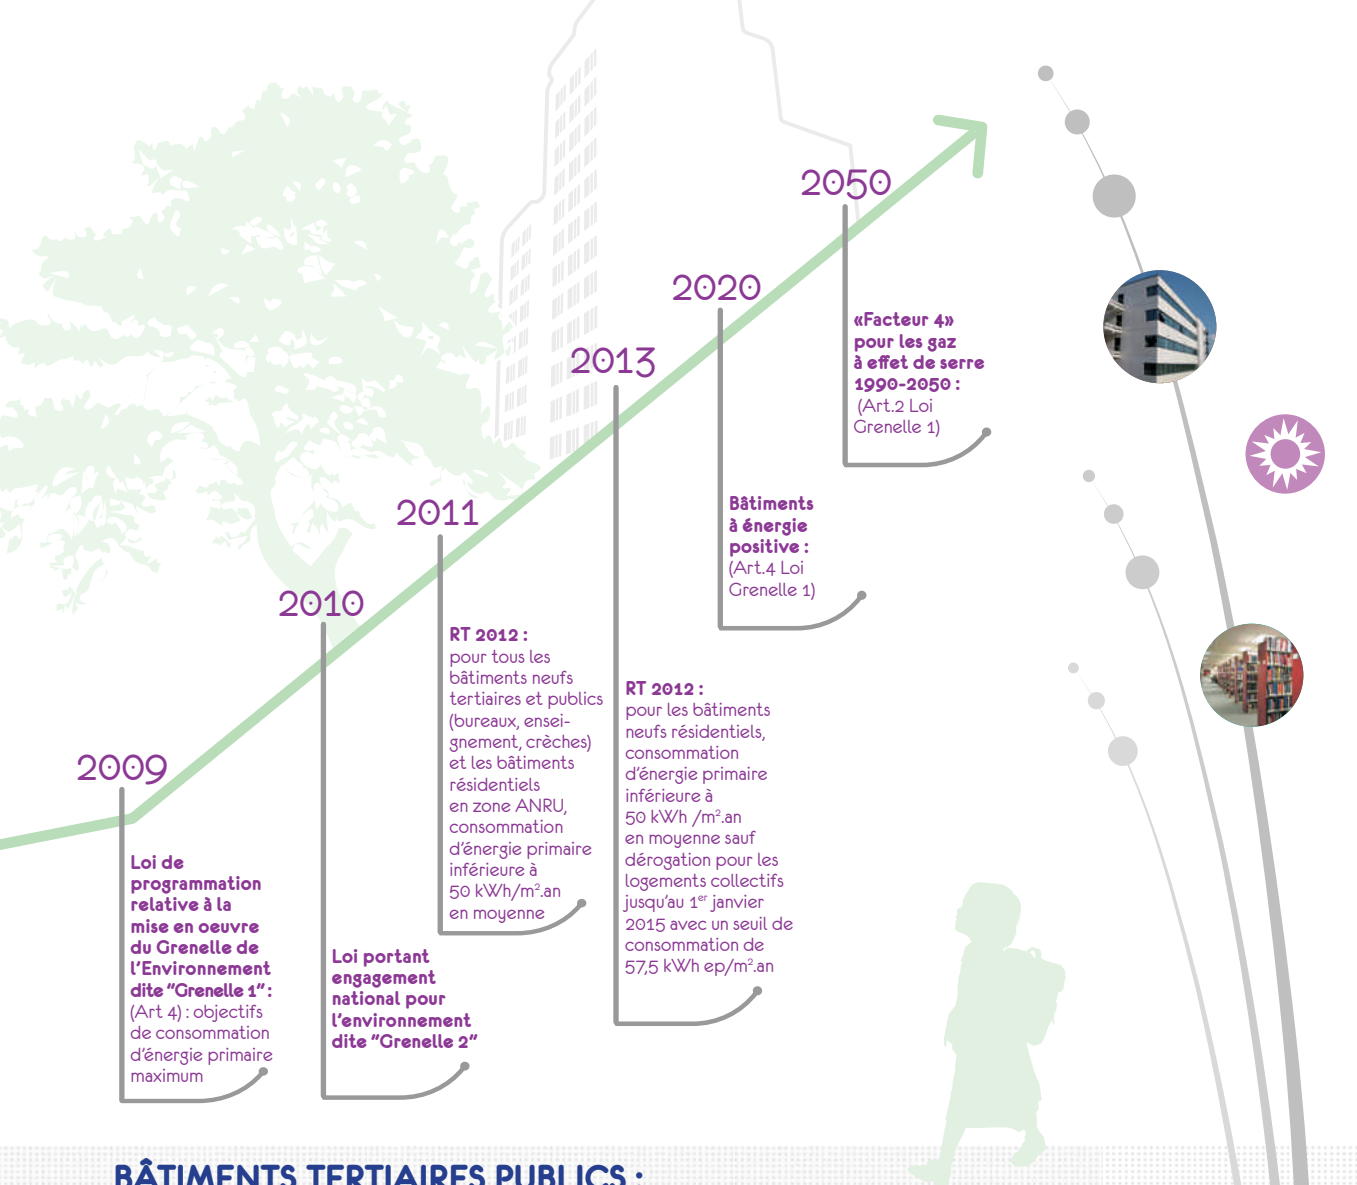 2009
Loi de
programmation
relative à la
mise en oeuvre
du Grenelle de
l'Environnement
dite "Grenelle 1" :
(Art 4) : objectifs
de consommation
d'énergie primaire
maximum
2010
Loi portant
engagement
national pour
l'environnement
dite "Grenelle 2"
2011
RT 2012 :
pour tous les
bâtiments neufs
tertiaires et publics
(bureaux, ensei-
gnement, crèches)
et les bâtiments
résidentiels
en zone ANRU,
consommation
d'énergie primaire
inférieure à
50 kWh/m².an
en moyenne
2013
RT 2012 :
pour les bâtiments
neufs résidentiels,
consommation
d'énergie primaire
inférieure à
50 kWh /m².an
en moyenne sauf
dérogation pour les
logements collectifs
jusqu'au 1er janvier
2015 avec un seuil de
consommation de
57,5 kWh ep/m².an
2020
Bâtiments
à énergie
positive :
(Art.4 Loi
Grenelle 1)
2050
«Facteur 4»
pour les gaz
à effet de serre
1990-2050 :
(Art.2 Loi
Grenelle 1)
BÂTIMENTS TERTIAIRES PUBLICS :